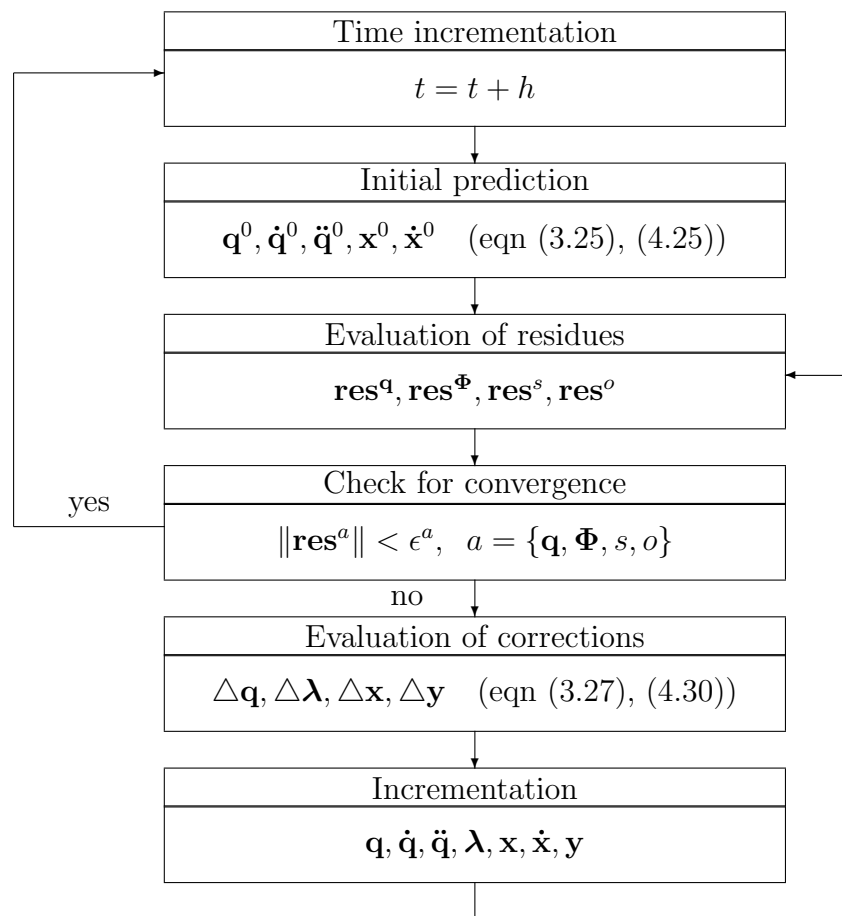 Time incrementation
t = t + h
Initial prediction
q⁰, q̇⁰, q̈⁰, x⁰, ẋ⁰ (eqn (3.25), (4.25))
Evaluation of residues
res^q, res^Φ, res^s, res^o
Check for convergence
yes
‖res^a‖ < ϵ^a, a = {q, Φ, s, o}
no
Evaluation of corrections
△q, △λ, △x, △y (eqn (3.27), (4.30))
Incrementation
q, q̇, q̈, λ, x, ẋ, y